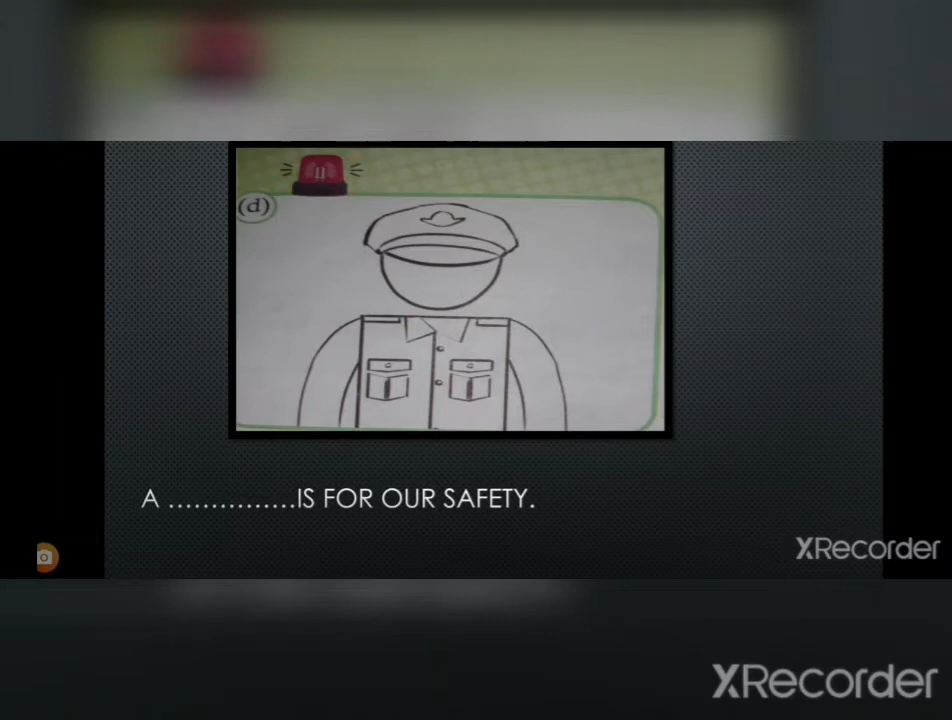 (d)
A ...............IS FOR OUR SAFETY.
XRecorder
XRecorder